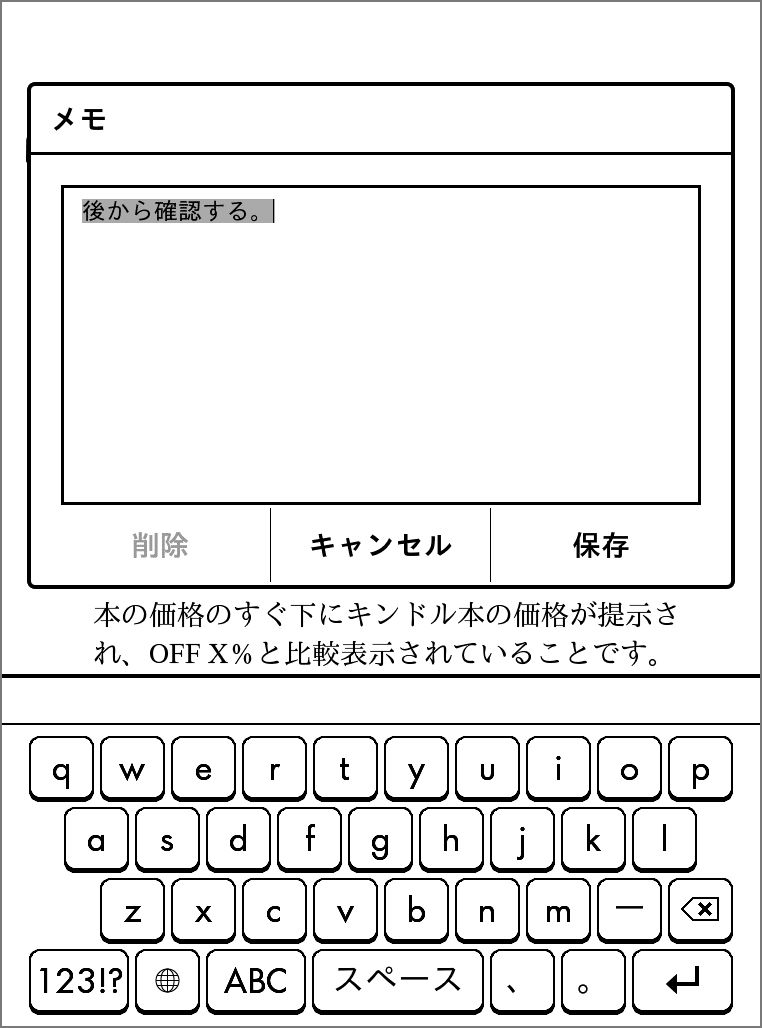 メモ
後から確認する。
削除 キャンセル 保存
本の価格のすぐ下にキンドル本の価格が提示さ
れ、OFF X%と比較表示されていることです。
q w e r t y u i o p
a s d f g h j k l
z x c v b n m ー
123!? ABC スペース 、 。